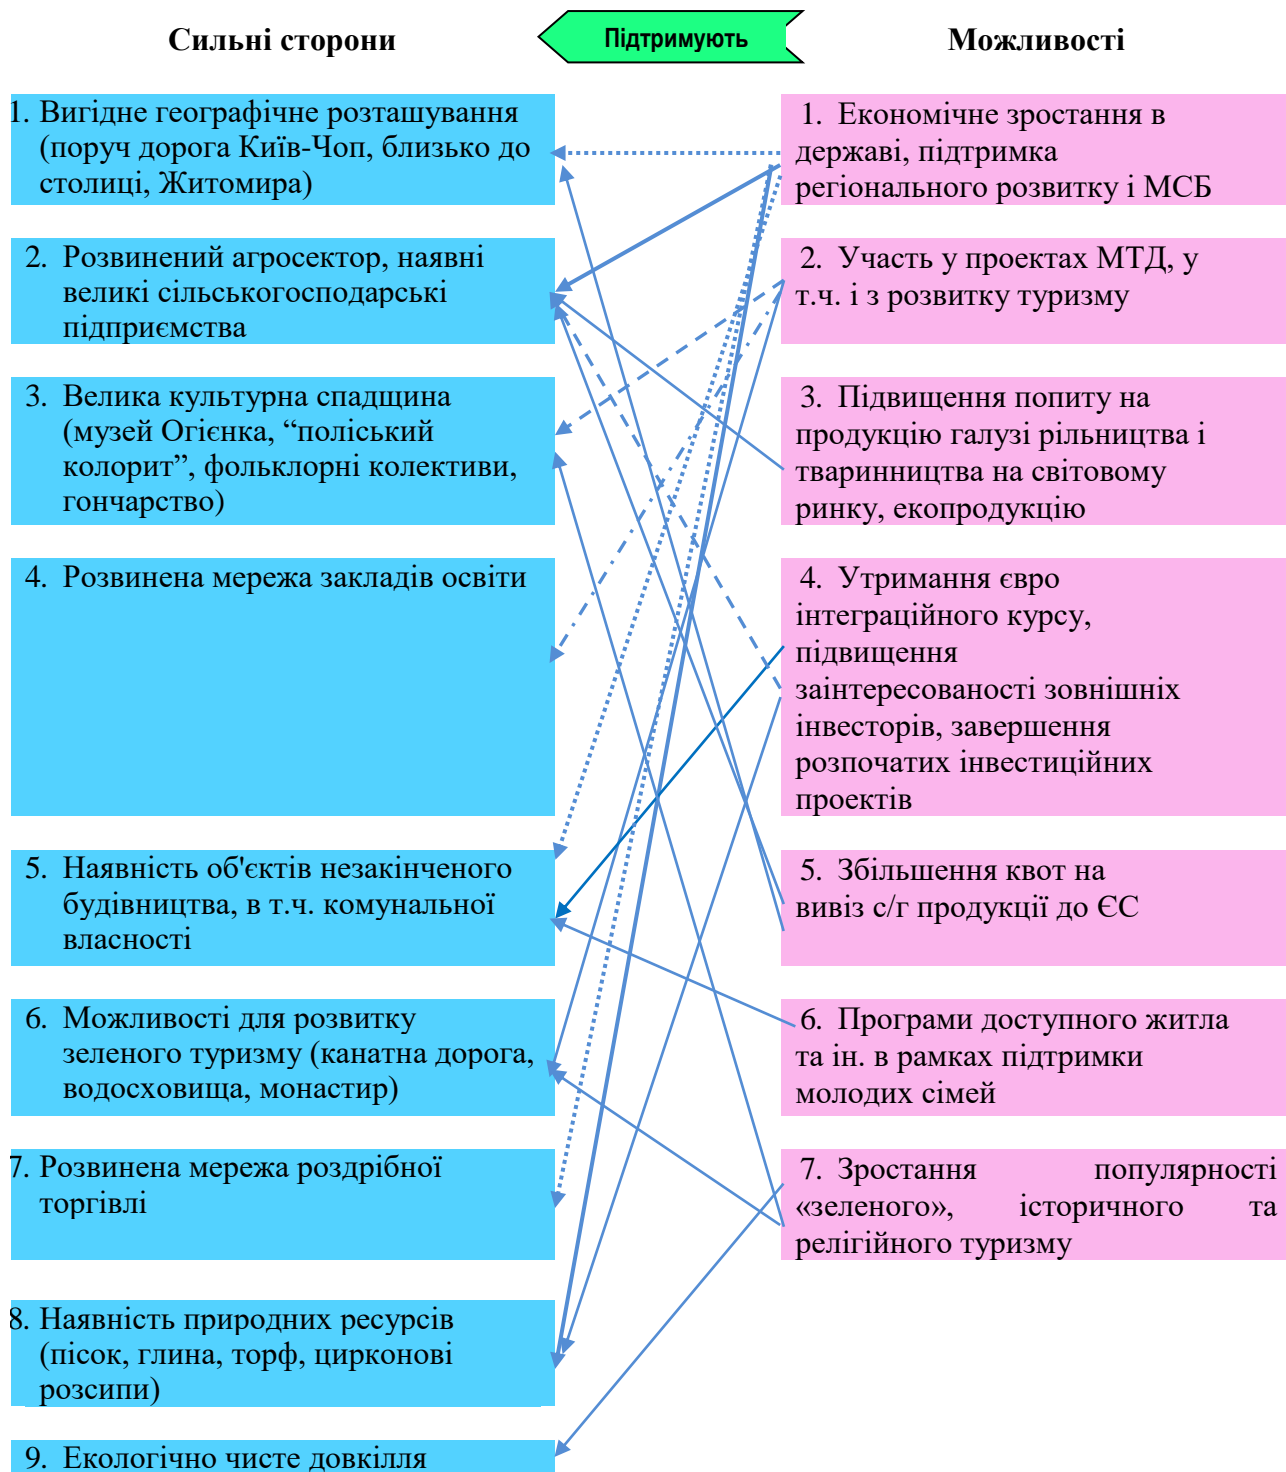 Сильні сторони
Підтримують
Можливості
1. Вигідне географічне розташування
(поруч дорога Київ-Чоп, близько до
столиці, Житомира)
2. Розвинений агросектор, наявні
великі сільськогосподарські
підприємства
3. Велика культурна спадщина
(музей Огієнка, “поліський
колорит”, фольклорні колективи,
гончарство)
4. Розвинена мережа закладів освіти
5. Наявність об'єктів незакінченого
будівництва, в т.ч. комунальної
власності
6. Можливості для розвитку
зеленого туризму (канатна дорога,
водосховища, монастир)
7. Розвинена мережа роздрібної
торгівлі
8. Наявність природних ресурсів
(пісок, глина, торф, цирконові
розсипи)
9. Екологічно чисте довкілля
1. Економічне зростання в
державі, підтримка
регіонального розвитку і МСБ
2. Участь у проектах МТД, у
т.ч. і з розвитку туризму
3. Підвищення попиту на
продукцію галузі рільництва і
тваринництва на світовому
ринку, екопродукцію
4. Утримання євро
інтеграційного курсу,
підвищення
заінтересованості зовнішніх
інвесторів, завершення
розпочатих інвестиційних
проектів
5. Збільшення квот на
вивіз с/г продукції до ЄС
6. Програми доступного житла
та ін. в рамках підтримки
молодих сімей
7. Зростання популярності
«зеленого», історичного та
релігійного туризму